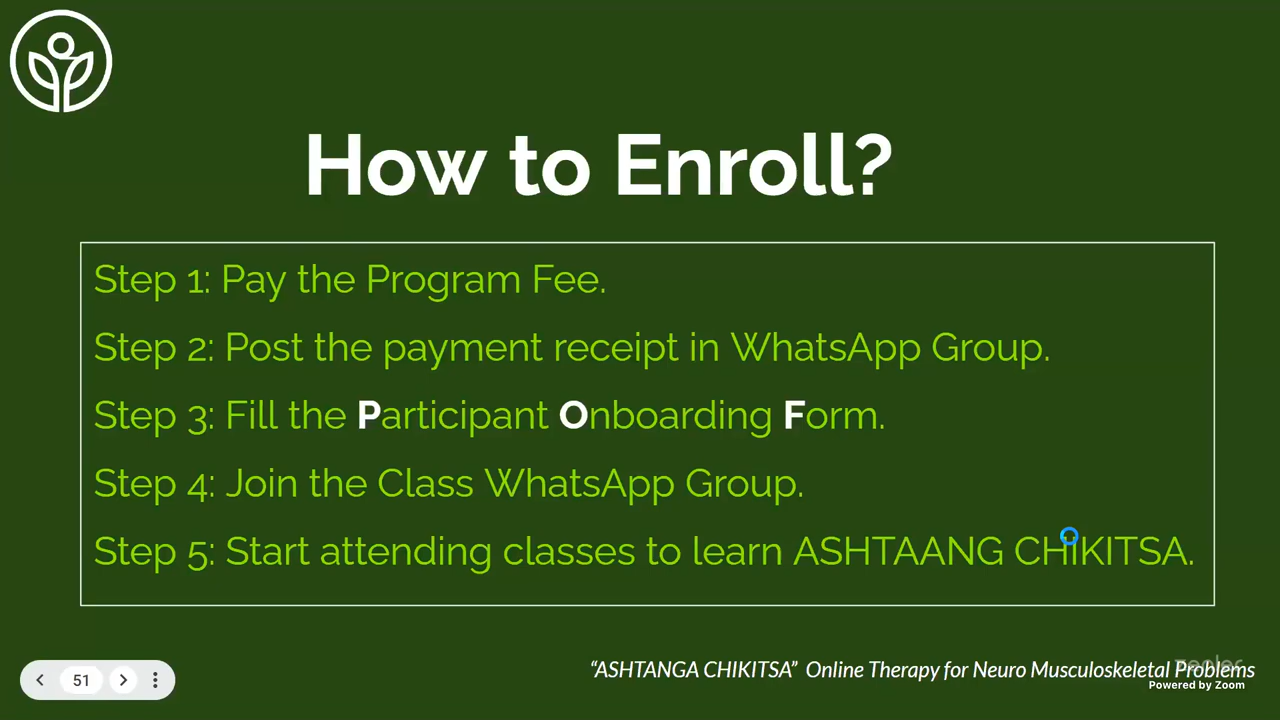 How to Enroll?
Step 1: Pay the Program Fee.
Step 2: Post the payment receipt in WhatsApp Group.
Step 3: Fill the Participant Onboarding Form.
Step 4: Join the Class WhatsApp Group.
Step 5: Start attending classes to learn ASHTAANG CHIKITSA.
51
“ASHTANGA CHIKITSA” Online Therapy for Neuro Musculoskeletal Problems
Powered by Zoom